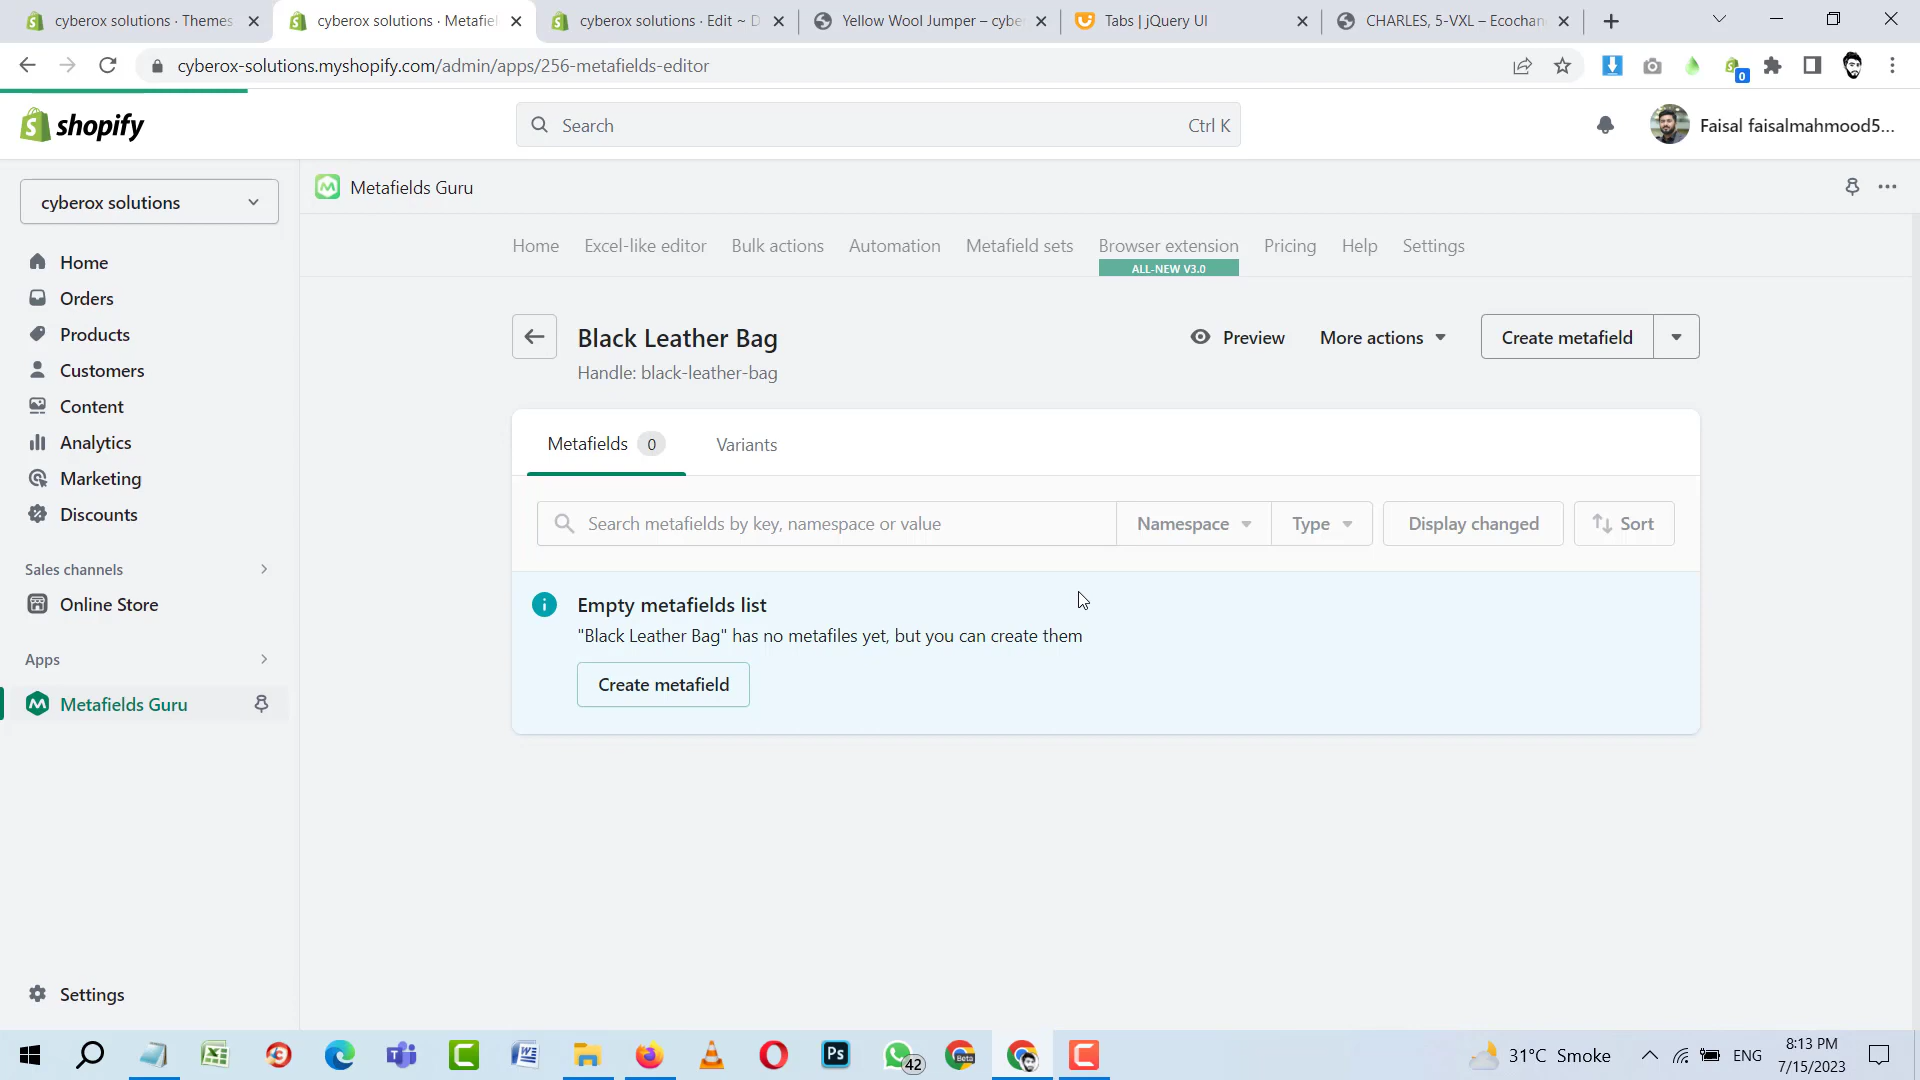 cyberox solutions · Themes
cyberox solutions · Metafiel
cyberox solutions · Edit ~ D
Yellow Wool Jumper – cybe
Tabs | jQuery UI
CHARLES, 5-VXL – Ecochan
cyberox-solutions.myshopify.com/admin/apps/256-metafields-editor
0
shopify
Search
Ctrl K
Faisal faisalmahmood5...
cyberox solutions
Metafields Guru
Home
Excel-like editor
Bulk actions
Automation
Metafield sets
Browser extension
Pricing
Help
Settings
ALL-NEW V3.0
Home
Orders
Products
Customers
Content
Analytics
Marketing
Discounts
Sales channels
Online Store
Apps
Metafields Guru
Settings
Black Leather Bag
Handle: black-leather-bag
Preview
More actions
Create metafield
Metafields 0
Variants
Search metafields by key, namespace or value
Namespace
Type
Display changed
Sort
Empty metafields list
"Black Leather Bag" has no metafiles yet, but you can create them
Create metafield
Ps
42
Beta
31°C Smoke
ENG
8:13 PM
7/15/2023